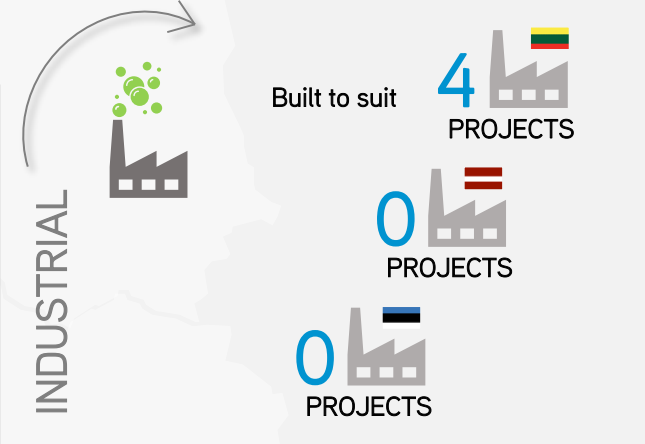 Built to suit
4
PROJECTS
0
PROJECTS
0
PROJECTS
INDUSTRIAL